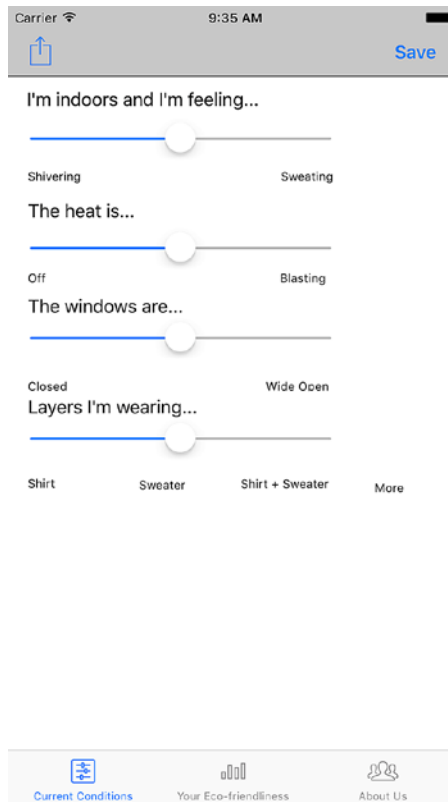 Carrier 9:35 AM
Save
I'm indoors and I'm feeling...
Shivering Sweating
The heat is...
Off Blasting
The windows are...
Closed Wide Open
Layers I'm wearing...
Shirt Sweater Shirt + Sweater More
Current Conditions Your Eco-friendliness About Us